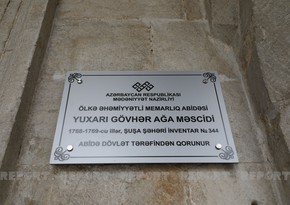 AZƏRBAYCAN RESPUBLİKASI
MƏDƏNİYYƏT NAZİRLİYİ
ÖLKƏ ƏHƏMİYYƏTLİ MEMARLIQ ABİDƏSİ
YUXARI GÖVHƏR AĞA MƏSCİDİ
1768-1769-cu illər, ŞUŞA ŞƏHƏRİ İNVENTAR № 344
ABİDƏ DÖVLƏT TƏRƏFİNDƏN QORUNUR
REPORT